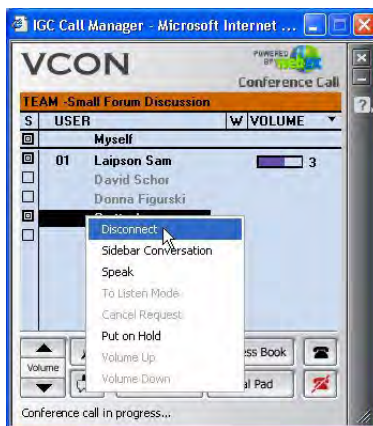 IGC Call Manager - Microsoft Internet ...
VCON
POWERED BY
Conference Call
TEAM -Small Forum Discussion
S USER W VOLUME
Myself
01 Laipson Sam 3
David Schor
Donna Figurski
Disconnect
Sidebar Conversation
Speak
To Listen Mode
Cancel Request
Put on Hold
Volume Up
Volume Down
Volume
ess Book
al Pad
Conference call in progress...
?